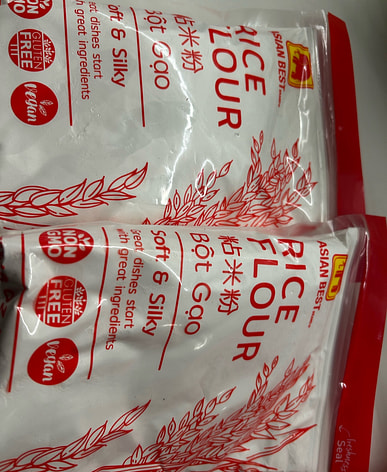 ASIAN BEST
RICE
FLOUR
粘米粉
Bột Gạo
Soft & Silky
great dishes start
with great ingredients
NON
GMO
GLUTEN
FREE
Vegan
ASIAN BEST
RICE
FLOUR
粘米粉
Bột Gạo
Soft & Silky
Great dishes start
with great ingredients
NON
GMO
GLUTEN
FREE
Vegan
Seal